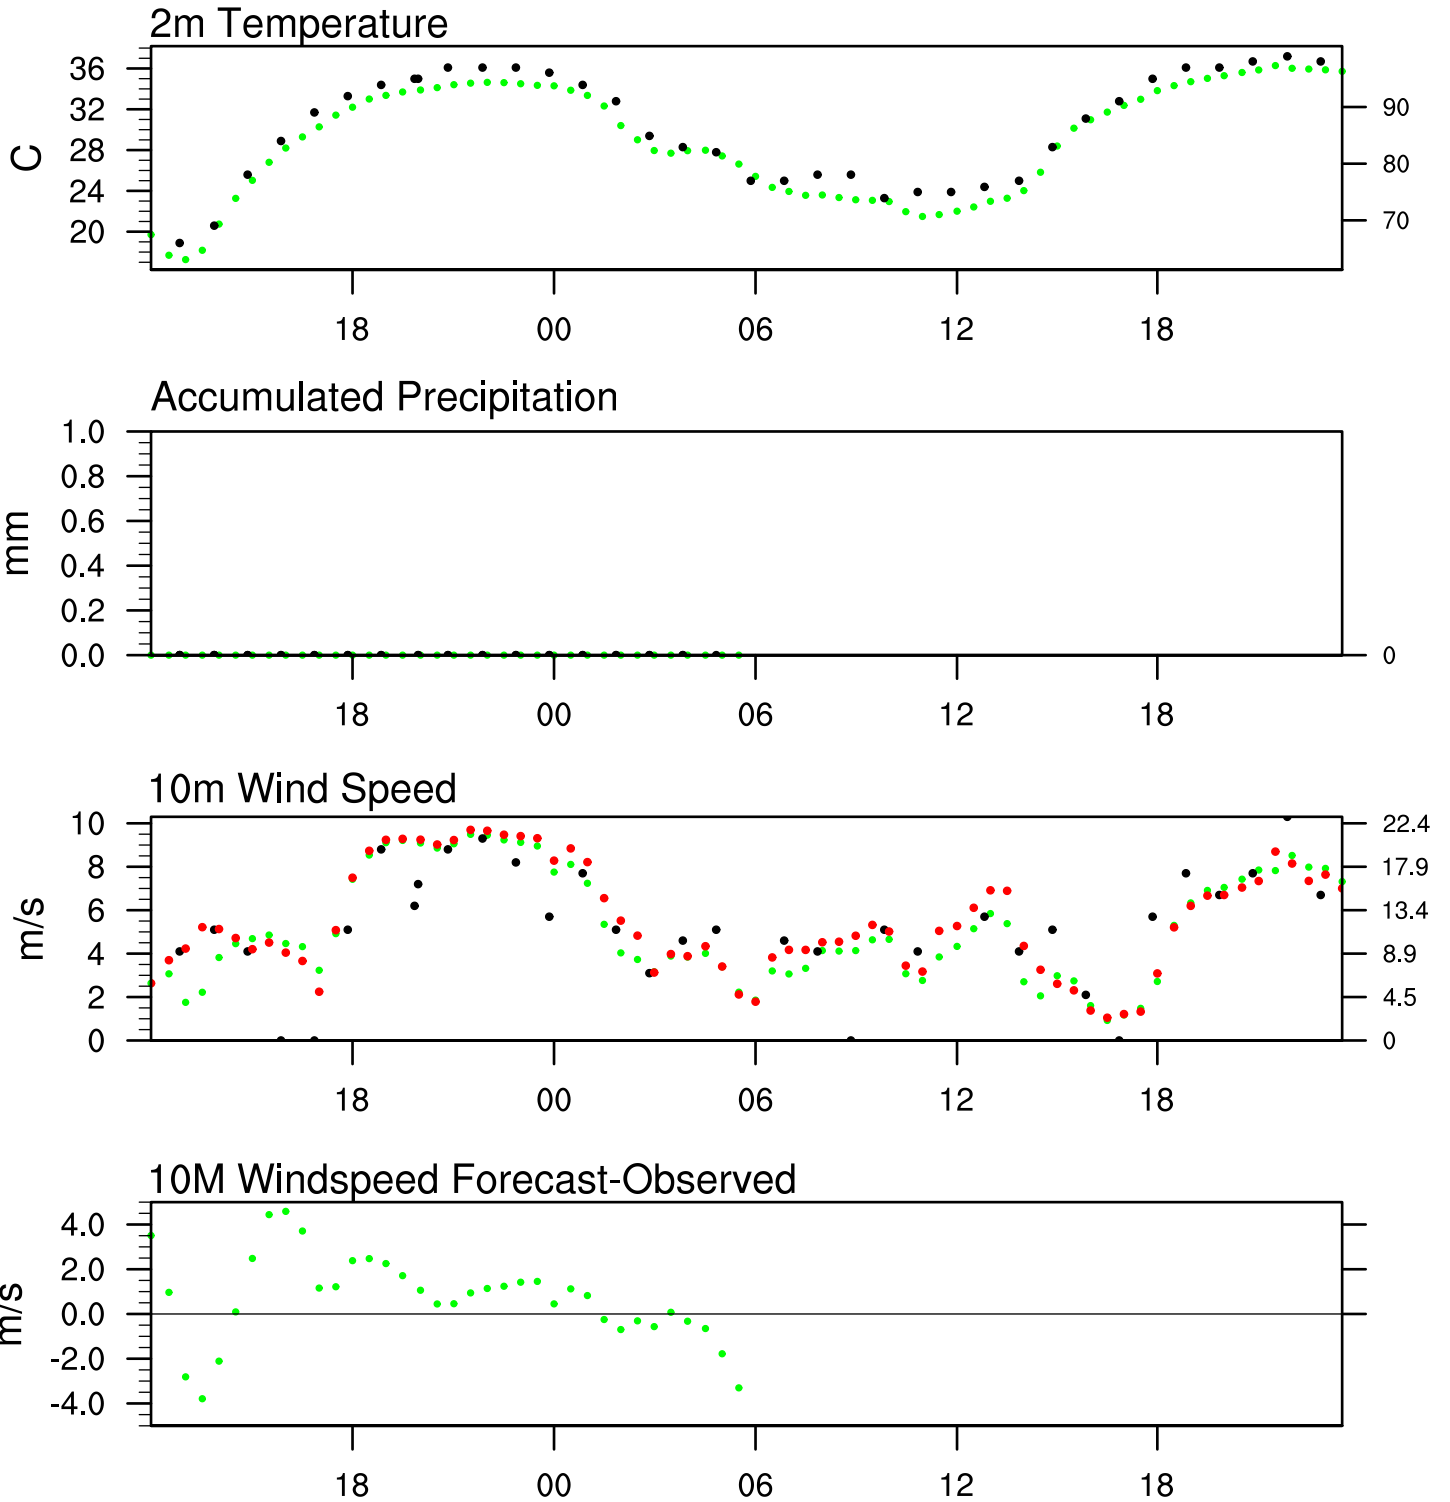 2m Temperature
36
32
28
24
20
C
90
80
70
18 00 06 12 18
Accumulated Precipitation
1.0
0.8
0.6
0.4
0.2
0.0
mm
0
18 00 06 12 18
10m Wind Speed
10
8
6
4
2
0
m/s
22.4
17.9
13.4
8.9
4.5
0
18 00 06 12 18
10M Windspeed Forecast-Observed
4.0
2.0
0.0
-2.0
-4.0
m/s
18 00 06 12 18